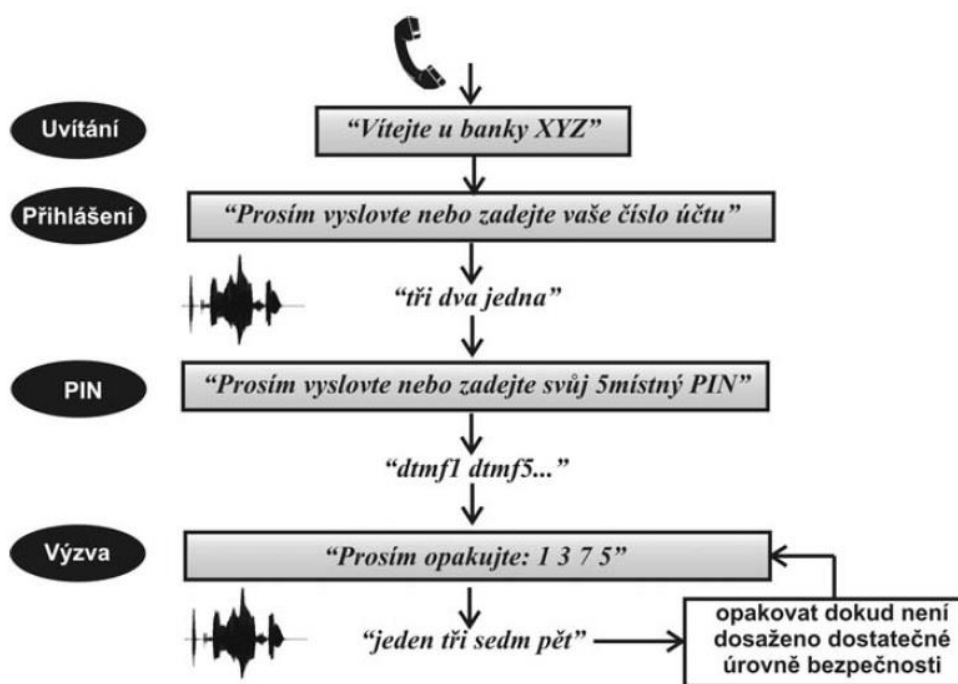 Uvítání
“Vítejte u banky XYZ”
Přihlášení
“Prosím vyslovte nebo zadejte vaše číslo účtu”
“tři dva jedna”
PIN
“Prosím vyslovte nebo zadejte svůj 5místný PIN”
“dtmf1 dtmf5...”
Výzva
“Prosím opakujte: 1 3 7 5”
“jeden tři sedm pět”
opakovat dokud není
dosaženo dostatečné
úrovně bezpečnosti